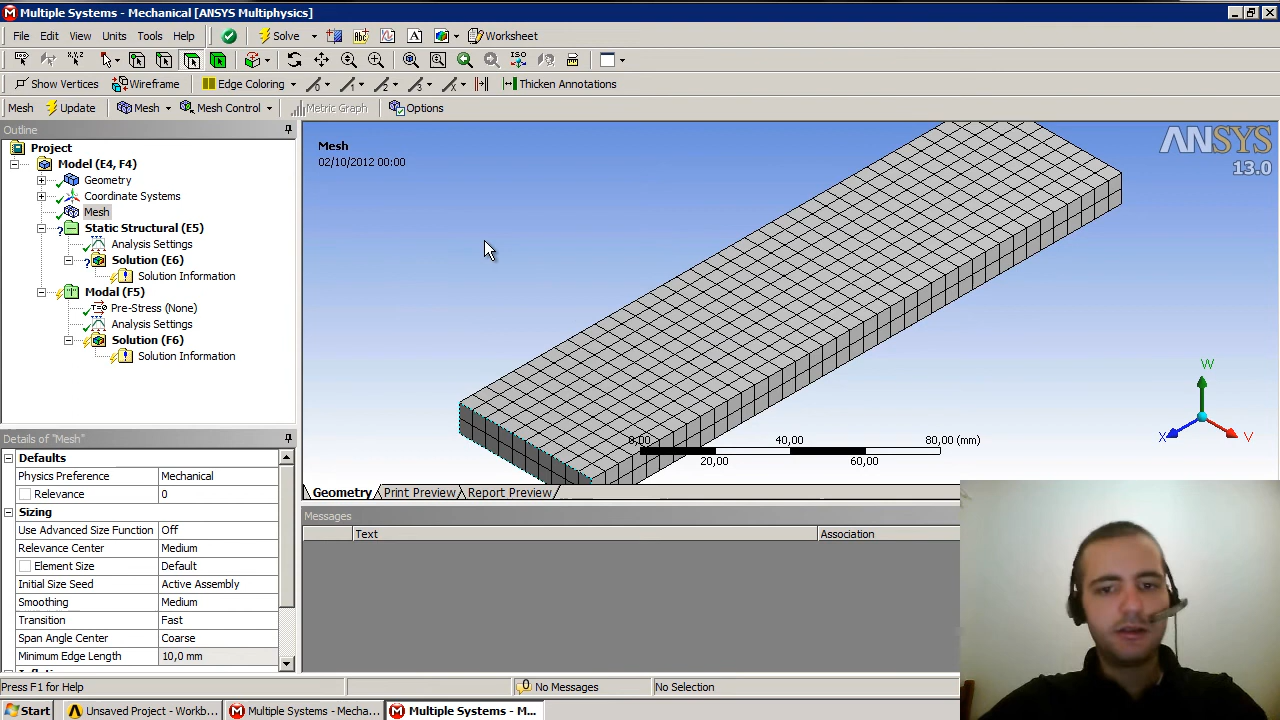 Multiple Systems - Mechanical [ANSYS Multiphysics]
File Edit View Units Tools Help Solve Worksheet
Show Vertices Wireframe Edge Coloring Thicken Annotations
Mesh Update Mesh Mesh Control Metric Graph Options
Outline
Project
Model (E4, F4)
Geometry
Coordinate Systems
Mesh
Static Structural (E5)
Analysis Settings
Solution (E6)
Solution Information
Modal (F5)
Pre-Stress (None)
Analysis Settings
Solution (F6)
Solution Information
Details of "Mesh"
Defaults
Physics Preference Mechanical
Relevance 0
Sizing
Use Advanced Size Function Off
Relevance Center Medium
Element Size Default
Initial Size Seed Active Assembly
Smoothing Medium
Transition Fast
Span Angle Center Coarse
Minimum Edge Length 10,0 mm
Mesh
02/10/2012 00:00
ANSYS
13.0
W
X V
0,00 40,00 80,00 (mm)
20,00 60,00
Geometry Print Preview Report Preview
Messages
Text Association
Press F1 for Help 0 No Messages No Selection
Start Unsaved Project - Workb... Multiple Systems - Mecha... Multiple Systems - M...